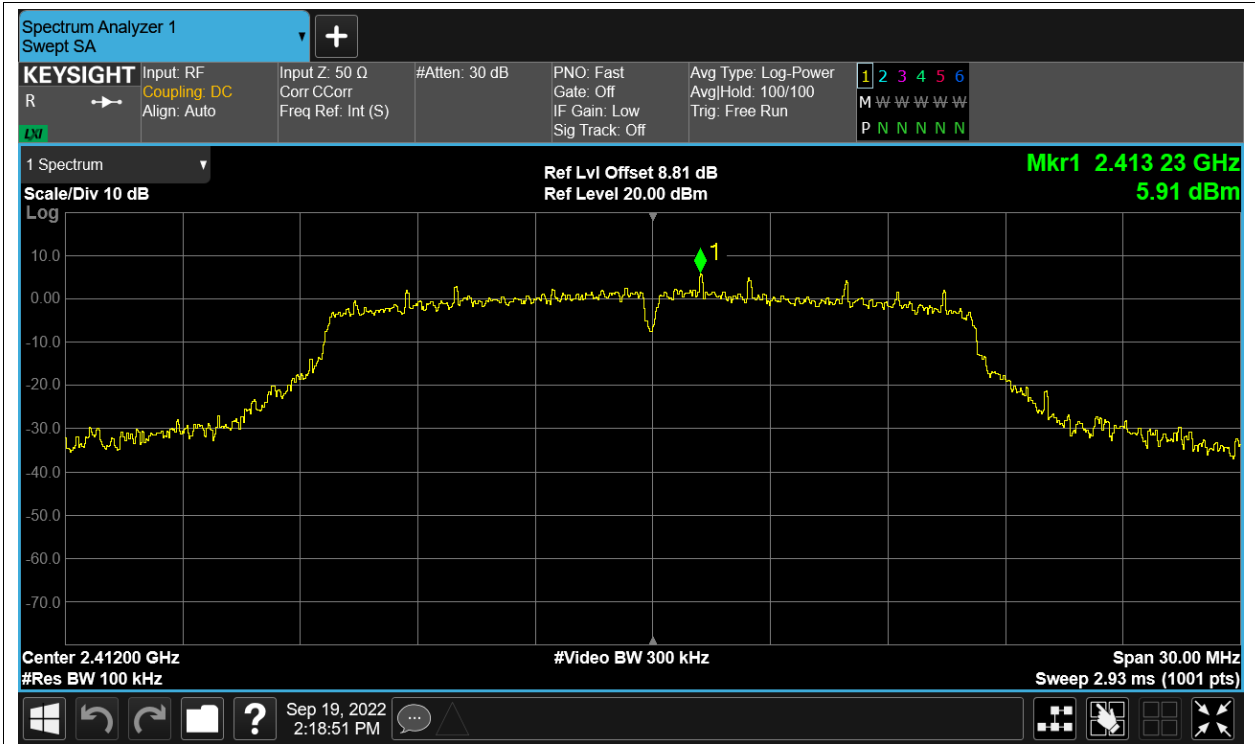 Spectrum Analyzer 1
Swept SA
KEYSIGHT
R
LXI
Input: RF
Coupling: DC
Align: Auto
Input Z: 50 Ω
Corr CCorr
Freq Ref: Int (S)
#Atten: 30 dB
PNO: Fast
Gate: Off
IF Gain: Low
Sig Track: Off
Avg Type: Log-Power
Avg|Hold: 100/100
Trig: Free Run
1 2 3 4 5 6
M W W W W W
P N N N N N
1 Spectrum
Scale/Div 10 dB
Log
Ref Lvl Offset 8.81 dB
Ref Level 20.00 dBm
Mkr1 2.413 23 GHz
5.91 dBm
1
10.0
0.00
-10.0
-20.0
-30.0
-40.0
-50.0
-60.0
-70.0
Center 2.41200 GHz
#Res BW 100 kHz
#Video BW 300 kHz
Span 30.00 MHz
Sweep 2.93 ms (1001 pts)
?
Sep 19, 2022
2:18:51 PM